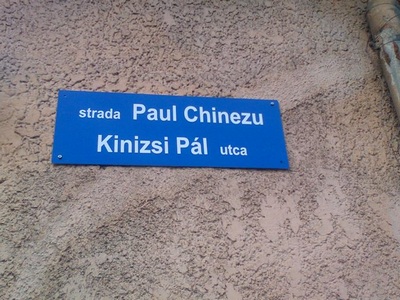 strada Paul Chinezu
Kinizsi Pál utca